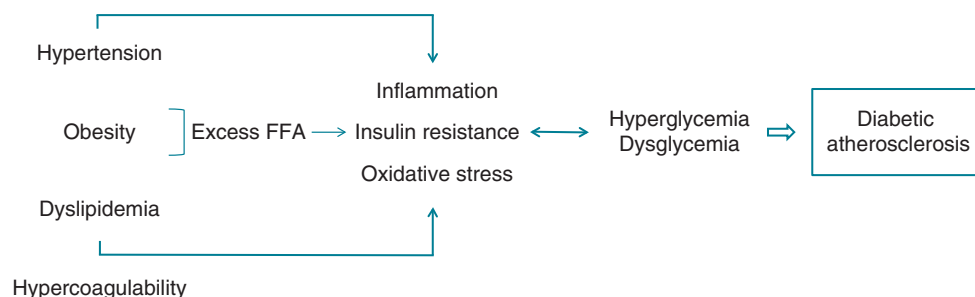 Hypertension
Inflammation
Obesity
Excess FFA
Insulin resistance
Hyperglycemia
Dysglycemia
Diabetic
atherosclerosis
Oxidative stress
Dyslipidemia
Hypercoagulability